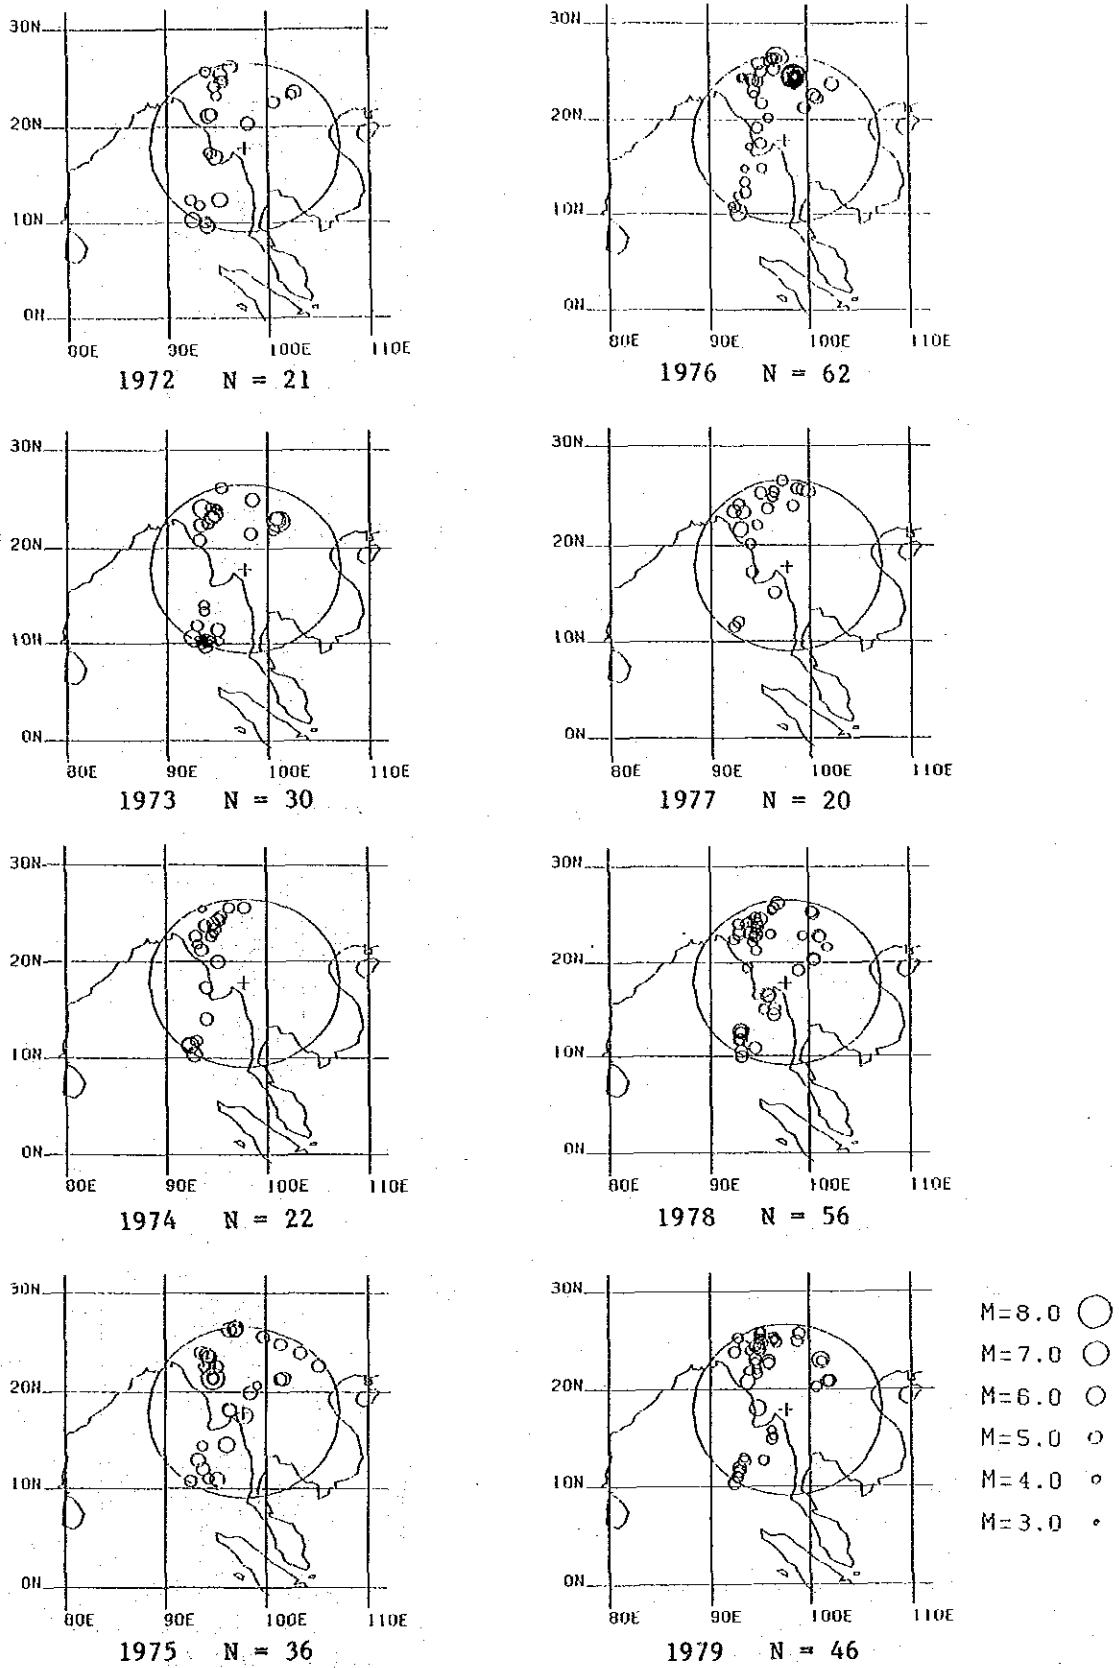 30N
20N
10N
0N
80E 90E 100E 110E
1972 N = 21
30N
20N
10N
0N
80E 90E 100E 110E
1973 N = 30
30N
20N
10N
0N
80E 90E 100E 110E
1974 N = 22
30N
20N
10N
0N
80E 90E 100E 110E
1975 N = 36
30N
20N
10N
0N
80E 90E 100E 110E
1976 N = 62
30N
20N
10N
0N
80E 90E 100E 110E
1977 N = 20
30N
20N
10N
0N
80E 90E 100E 110E
1978 N = 56
30N
20N
10N
0N
80E 90E 100E 110E
1979 N = 46
M=8.0
M=7.0
M=6.0
M=5.0
M=4.0
M=3.0